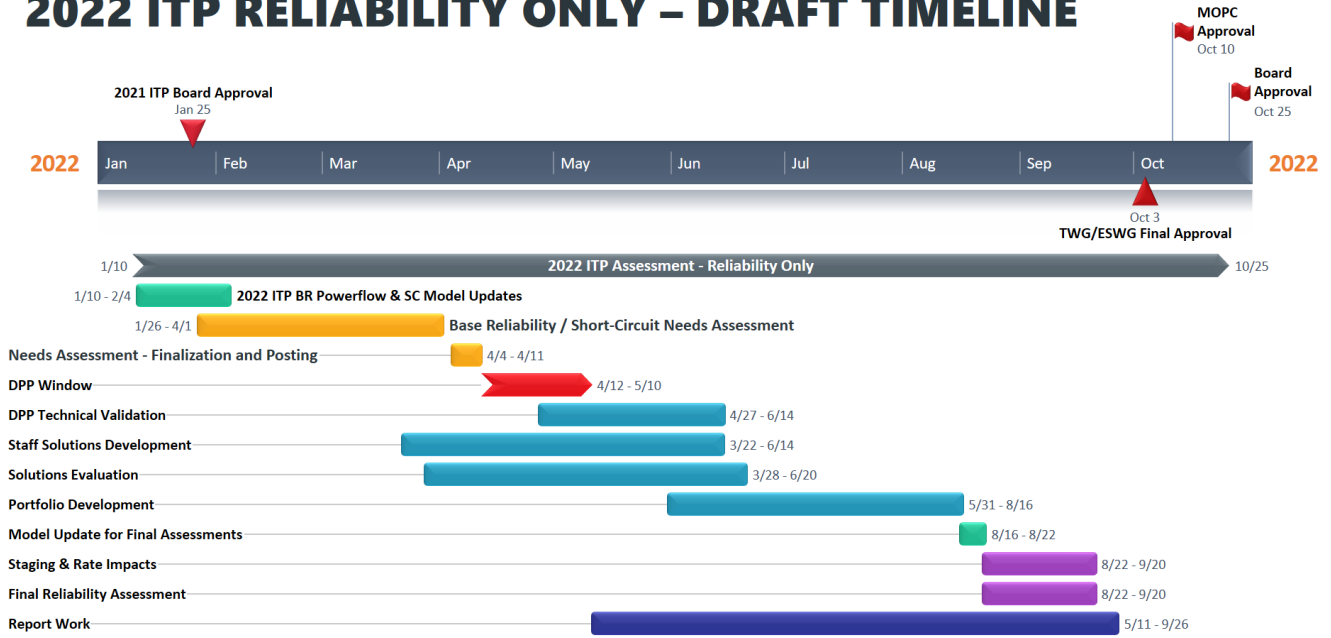 2022 ITP RELIABILITY ONLY – DRAFT TIMELINE
MOPC
Approval
Oct 10
Board
Approval
Oct 25
2021 ITP Board Approval
Jan 25
2022 Jan Feb Mar Apr May Jun Jul Aug Sep Oct 2022
Oct 3
TWG/ESWG Final Approval
1/10 2022 ITP Assessment - Reliability Only 10/25
1/10 - 2/4 2022 ITP BR Powerflow & SC Model Updates
1/26 - 4/1 Base Reliability / Short-Circuit Needs Assessment
Needs Assessment - Finalization and Posting 4/4 - 4/11
DPP Window 4/12 - 5/10
DPP Technical Validation 4/27 - 6/14
Staff Solutions Development 3/22 - 6/14
Solutions Evaluation 3/28 - 6/20
Portfolio Development 5/31 - 8/16
Model Update for Final Assessments 8/16 - 8/22
Staging & Rate Impacts 8/22 - 9/20
Final Reliability Assessment 8/22 - 9/20
Report Work 5/11 - 9/26